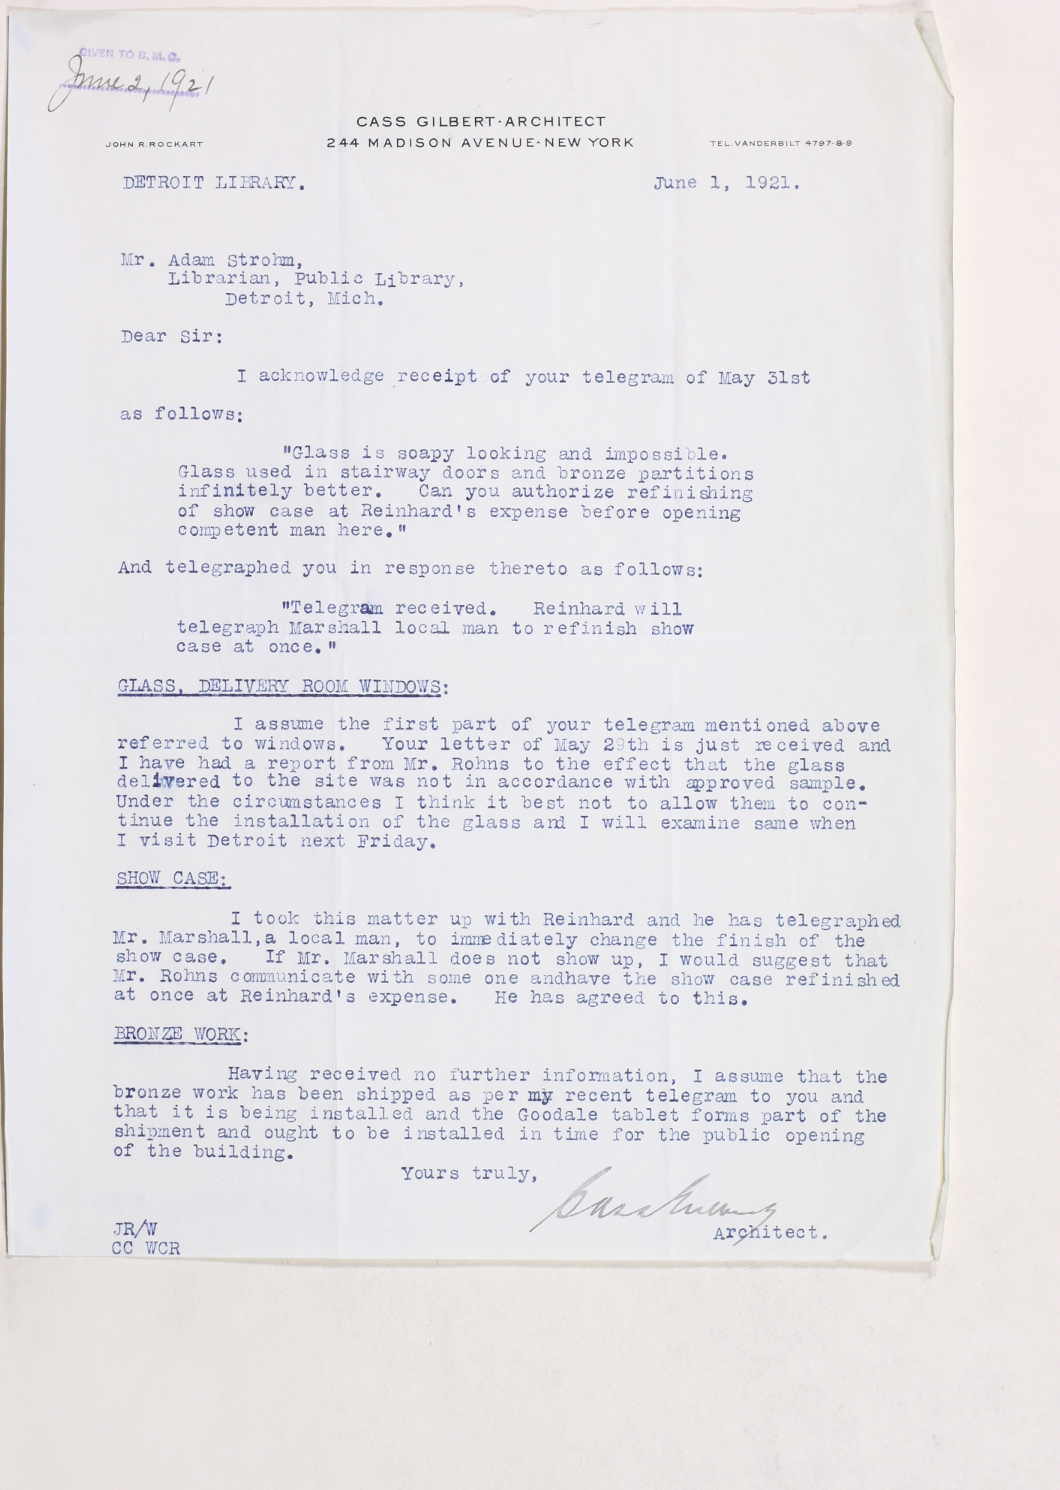 GIVEN TO B. M. C.
June 2, 1921
CASS GILBERT·ARCHITECT
JOHN R. ROCKART 244 MADISON AVENUE·NEW YORK TEL. VANDERBILT 4797-8-9
DETROIT LIBRARY. June 1, 1921.
Mr. Adam Strohm,
Librarian, Public Library,
Detroit, Mich.
Dear Sir:
I acknowledge receipt of your telegram of May 31st
as follows:
"Glass is soapy looking and impossible.
Glass used in stairway doors and bronze partitions
infinitely better. Can you authorize refinishing
of show case at Reinhard's expense before opening
competent man here."
And telegraphed you in response thereto as follows:
"Telegram received. Reinhard will
telegraph Marshall local man to refinish show
case at once."
GLASS, DELIVERY ROOM WINDOWS:
I assume the first part of your telegram mentioned above
referred to windows. Your letter of May 29th is just received and
I have had a report from Mr. Rohns to the effect that the glass
delivered to the site was not in accordance with approved sample.
Under the circumstances I think it best not to allow them to con-
tinue the installation of the glass and I will examine same when
I visit Detroit next Friday.
SHOW CASE:
I took this matter up with Reinhard and he has telegraphed
Mr. Marshall,a local man, to immediately change the finish of the
show case. If Mr. Marshall does not show up, I would suggest that
Mr. Rohns communicate with some one andhave the show case refinished
at once at Reinhard's expense. He has agreed to this.
BRONZE WORK:
Having received no further information, I assume that the
bronze work has been shipped as per my recent telegram to you and
that it is being installed and the Goodale tablet forms part of the
shipment and ought to be installed in time for the public opening
of the building.
Yours truly,
Cass Gilbert
Architect.
JR/W
CC WCR